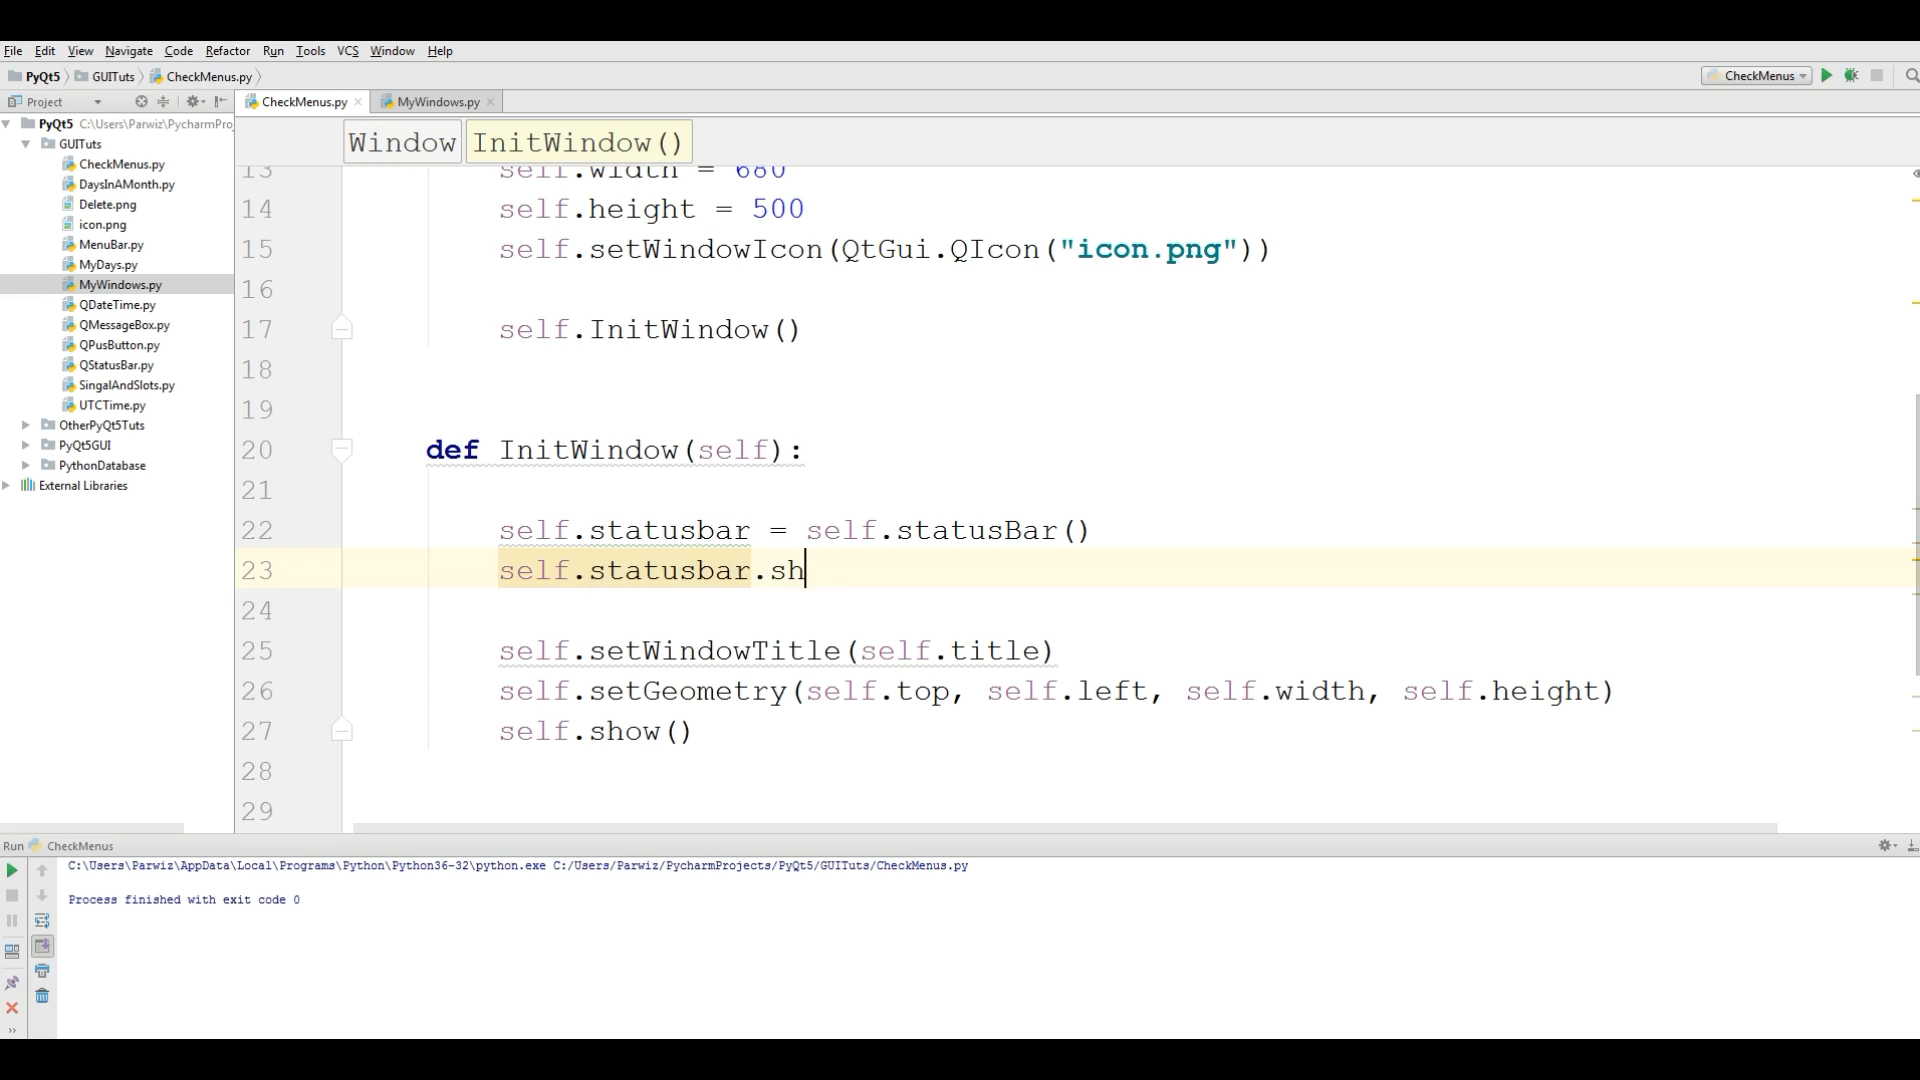 File Edit View Navigate Code Refactor Run Tools VCS Window Help
PyQt5 GUITuts CheckMenus.py
CheckMenus
Project
CheckMenus.py MyWindows.py
PyQt5 C:\Users\Parwiz\PycharmProj
GUITuts
CheckMenus.py
DaysInAMonth.py
Delete.png
icon.png
MenuBar.py
MyDays.py
MyWindows.py
QDateTime.py
QMessageBox.py
QPusButton.py
QStatusBar.py
SingalAndSlots.py
UTCTime.py
OtherPyQt5Tuts
PyQt5GUI
PythonDatabase
External Libraries
Window InitWindow()
13 self.width = 680
14 self.height = 500
15 self.setWindowIcon(QtGui.QIcon("icon.png"))
16
17 self.InitWindow()
18
19
20 def InitWindow(self):
21
22 self.statusbar = self.statusBar()
23 self.statusbar.sh
24
25 self.setWindowTitle(self.title)
26 self.setGeometry(self.top, self.left, self.width, self.height)
27 self.show()
28
29
Run CheckMenus
C:\Users\Parwiz\AppData\Local\Programs\Python\Python36-32\python.exe C:/Users/Parwiz/PycharmProjects/PyQt5/GUITuts/CheckMenus.py
Process finished with exit code 0